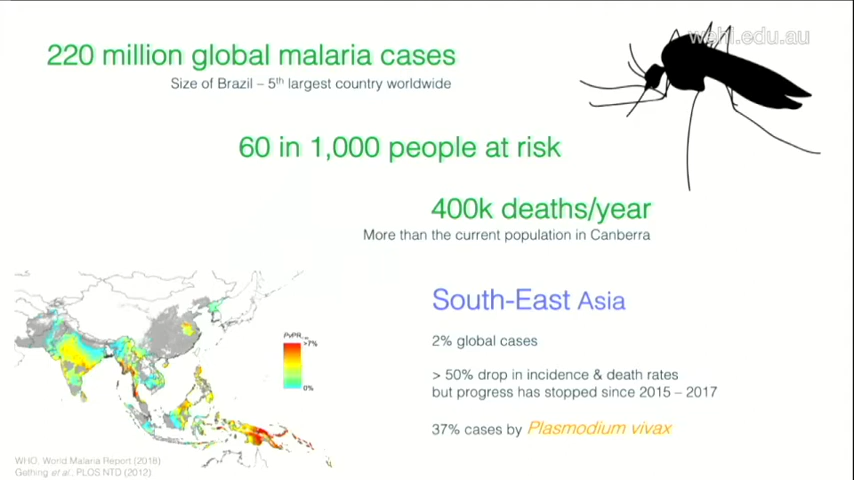 wehi.edu.au
220 million global malaria cases
Size of Brazil – 5th largest country worldwide
60 in 1,000 people at risk
400k deaths/year
More than the current population in Canberra
South-East Asia
2% global cases
> 50% drop in incidence & death rates
but progress has stopped since 2015 – 2017
37% cases by Plasmodium vivax
>7%
0%
WHO, World Malaria Report (2018)
Gething et al., PLOS NTD (2012)